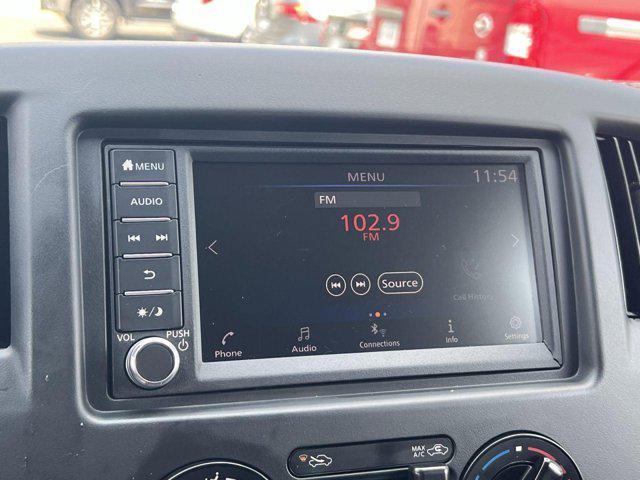 MENU
AUDIO
VOL
PUSH
MENU
11:54
FM
102.9
FM
Source
Call History
Phone
Audio
Connections
Info
Settings
MAX
A/C